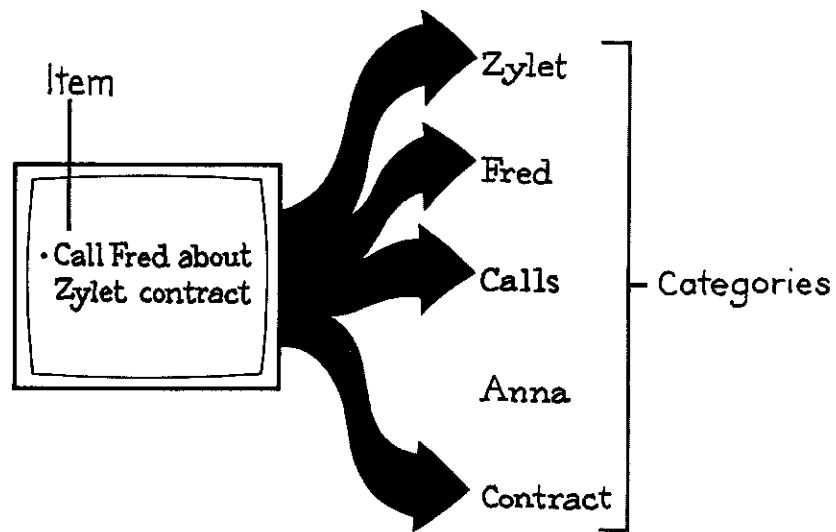 Item
· Call Fred about
Zylet contract
Zylet
Fred
Calls
Anna
Contract
Categories